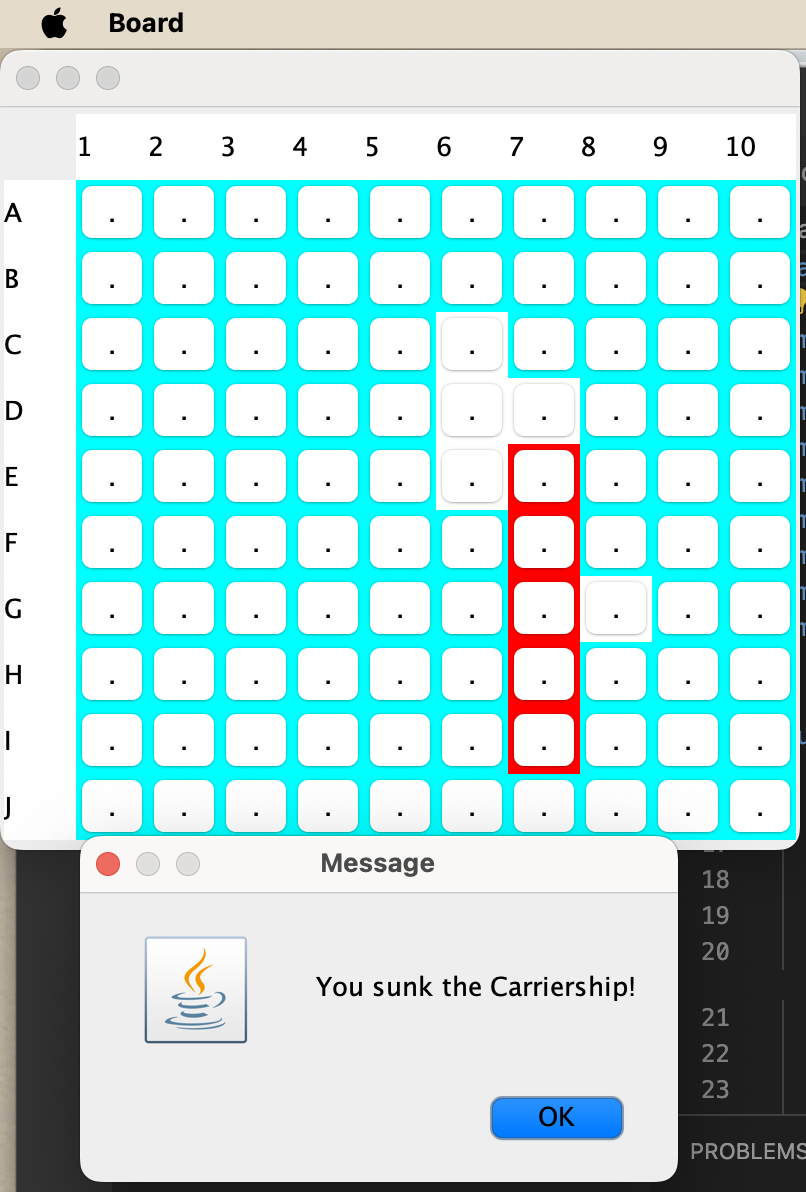 Board
1 2 3 4 5 6 7 8 9 10
A . . . . . . . . . .
B . . . . . . . . . .
C . . . . . . . . . .
D . . . . . . . . . .
E . . . . . . . . . .
F . . . . . . . . . .
G . . . . . . . . . .
H . . . . . . . . . .
I . . . . . . . . . .
J . . . . . . . . . .
Message
You sunk the Carriership!
OK
18
19
20
21
22
23
PROBLEMS